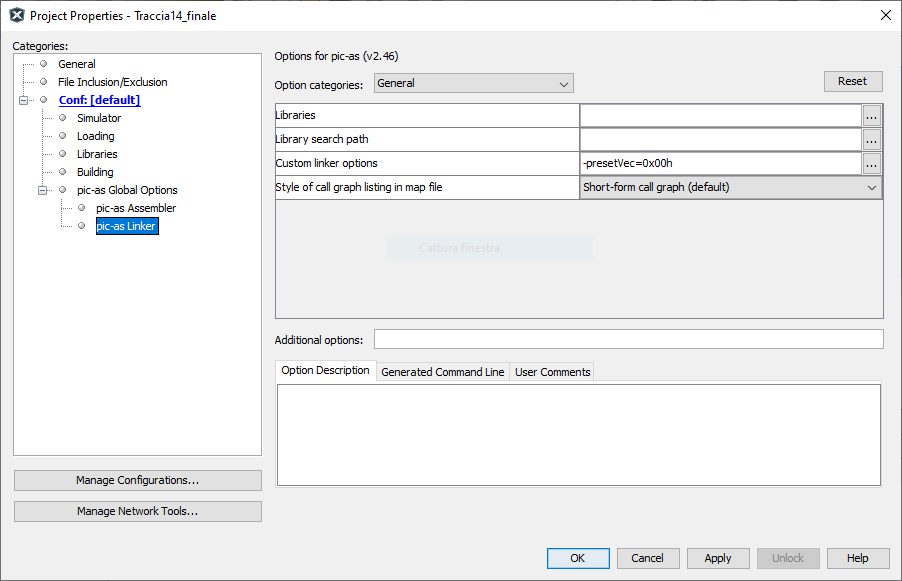 Project Properties - Traccia14_finale
Categories:
General
File Inclusion/Exclusion
Conf: [default]
Simulator
Loading
Libraries
Building
pic-as Global Options
pic-as Assembler
pic-as Linker
Manage Configurations...
Manage Network Tools...
Options for pic-as (v2.46)
Option categories: General Reset
Libraries ...
Library search path ...
Custom linker options -presetVec=0x00h ...
Style of call graph listing in map file Short-form call graph (default)
Cattura finestra
Additional options:
Option Description Generated Command Line User Comments
OK Cancel Apply Unlock Help